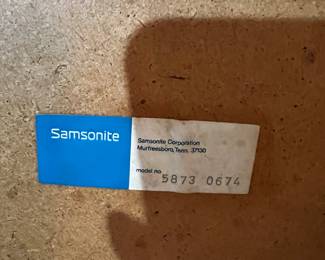 Samsonite
Samsonite Corporation
Murfreesboro, Tenn. 37130
model no. 5873 0674